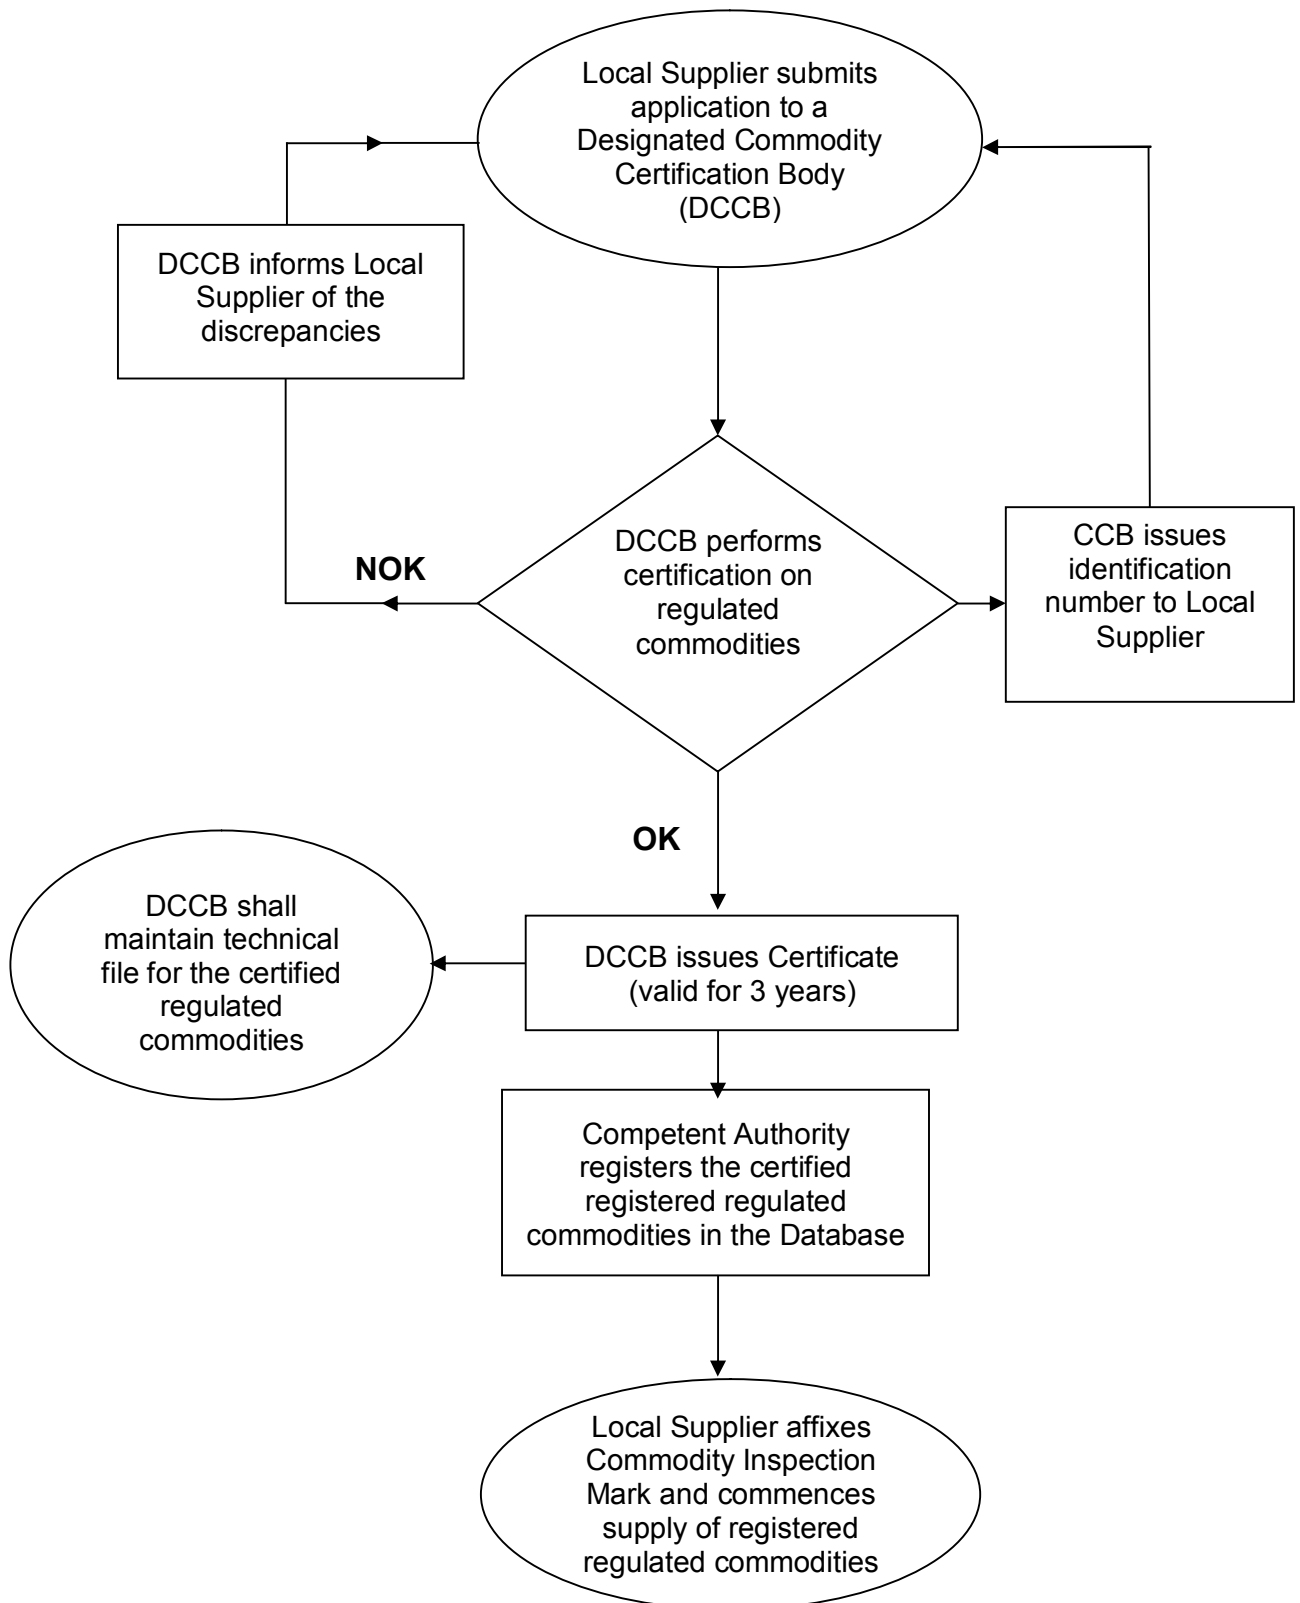 Local Supplier submits
application to a
Designated Commodity
Certification Body
(DCCB)
DCCB informs Local
Supplier of the
discrepancies
NOK
DCCB performs
certification on
regulated
commodities
CCB issues
identification
number to Local
Supplier
OK
DCCB shall
maintain technical
file for the certified
regulated
commodities
DCCB issues Certificate
(valid for 3 years)
Competent Authority
registers the certified
registered regulated
commodities in the Database
Local Supplier affixes
Commodity Inspection
Mark and commences
supply of registered
regulated commodities